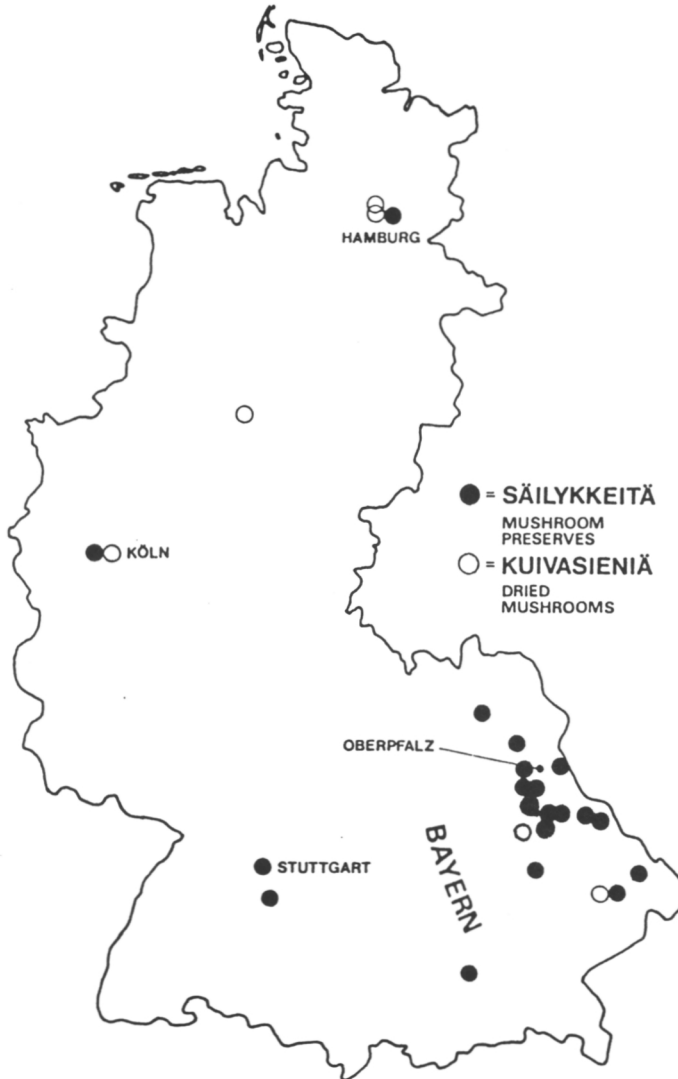 HAMBURG
= SÄILYKKEITÄ
MUSHROOM
PRESERVES
KÖLN
= KUIVASIENIÄ
DRIED
MUSHROOMS
OBERPFALZ
BAYERN
STUTTGART